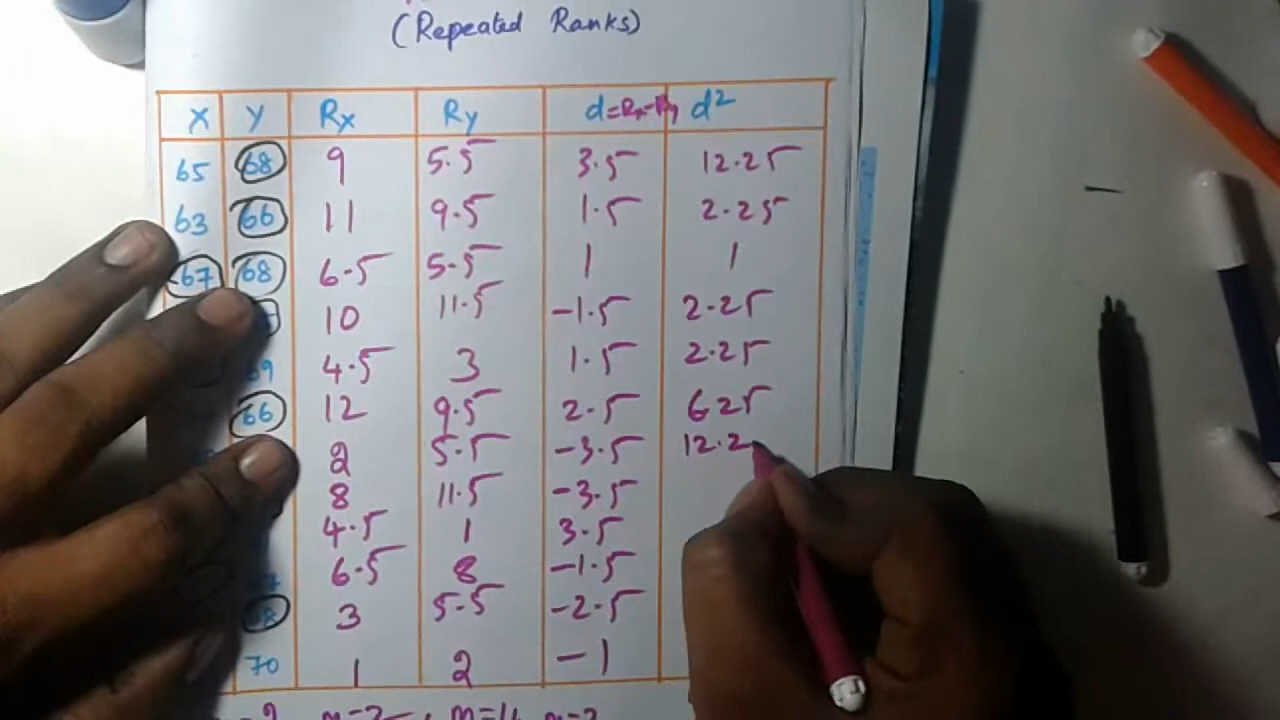 (Repeated Ranks)
X Y Rx Ry d=Rx-Ry d²
65 68 9 5.5 3.5 12.25
63 66 11 9.5 1.5 2.25
67 68 6.5 5.5 1 1
10 11.5 -1.5 2.25
69 4.5 3 1.5 2.25
66 12 9.5 2.5 625
2 5.5 -3.5 12.2
8 11.5 -3.5
4.5 1 3.5
6.5 8 -1.5
3 5.5 -2.5
70 1 2 -1